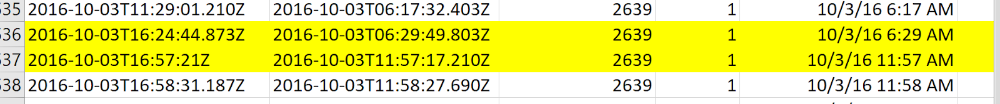 535 2016-10-03T11:29:01.210Z 2016-10-03T06:17:32.403Z 2639 1 10/3/16 6:17 AM
536 2016-10-03T16:24:44.873Z 2016-10-03T06:29:49.803Z 2639 1 10/3/16 6:29 AM
537 2016-10-03T16:57:21Z 2016-10-03T11:57:17.210Z 2639 1 10/3/16 11:57 AM
538 2016-10-03T16:58:31.187Z 2016-10-03T11:58:27.690Z 2639 1 10/3/16 11:58 AM